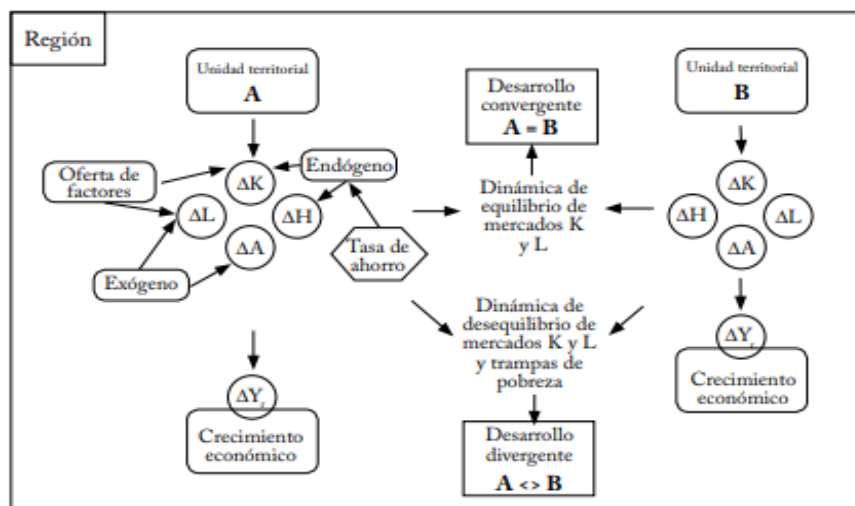 Región
Unidad territorial
A
Desarrollo
convergente
A = B
Unidad territorial
B
Oferta de
factores
ΔK
Endógeno
ΔL
ΔH
ΔA
Exógeno
Tasa de
ahorro
Dinámica de
equilibrio de
mercados K
y L
ΔK
ΔH
ΔL
ΔA
Dinámica de
desequilibrio de
mercados K y L
y trampas de
pobreza
ΔYr
Crecimiento
económico
ΔYr
Crecimiento
económico
Desarrollo
divergente
A <> B